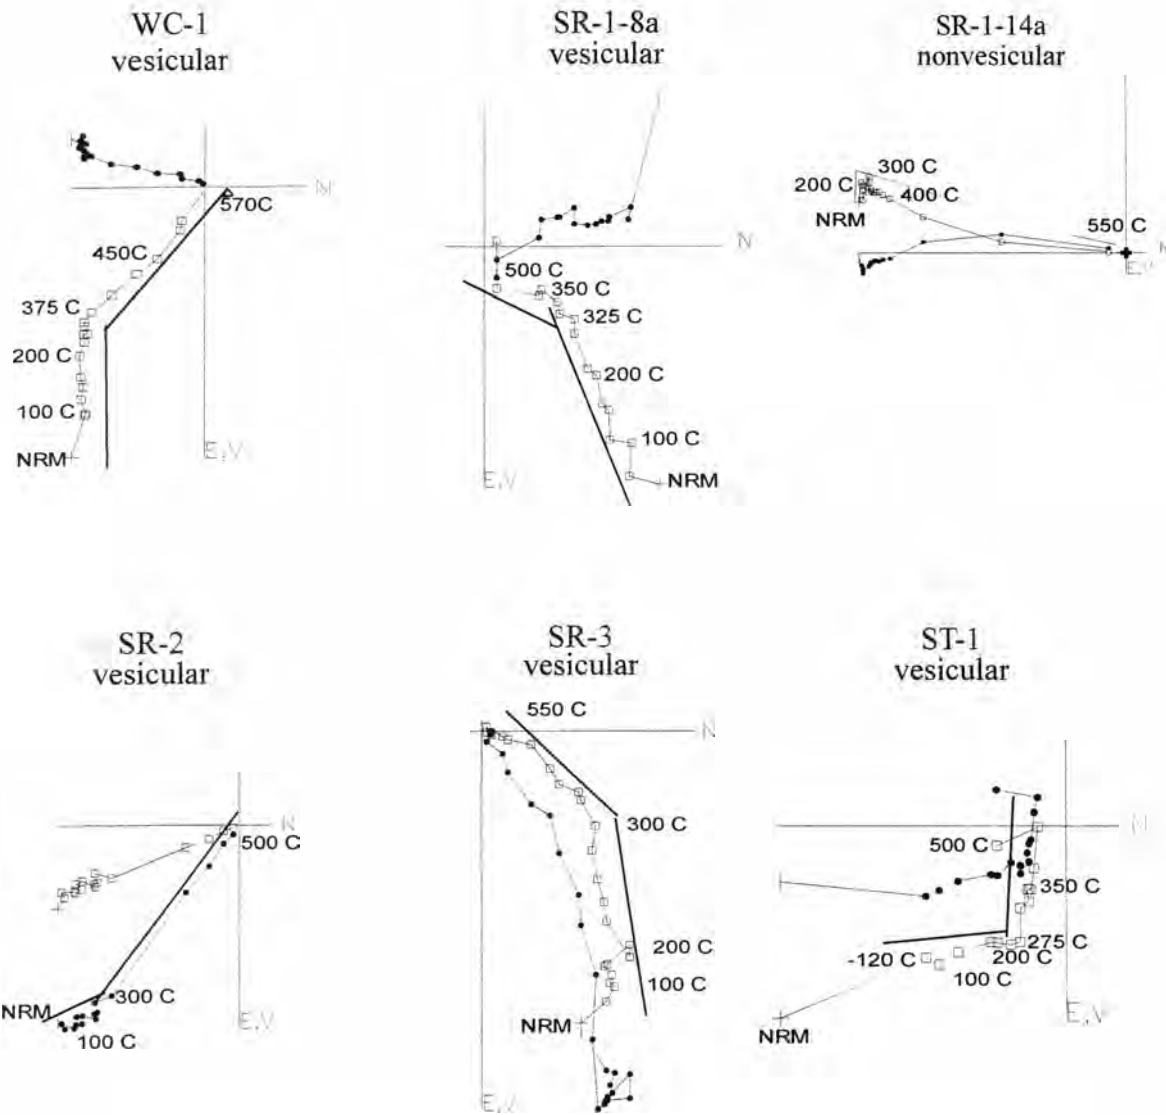 WC-1
vesicular
N
570C
450C
375 C
200 C
100 C
NRM
E,V
SR-1-8a
vesicular
N
500 C
350 C
325 C
200 C
100 C
NRM
E,V
SR-1-14a
nonvesicular
300 C
200 C
400 C
NRM
550 C
SR-2
vesicular
N
500 C
300 C
NRM
100 C
E,V
SR-3
vesicular
550 C
N
300 C
200 C
100 C
NRM
E,V
ST-1
vesicular
N
500 C
350 C
275 C
-120 C
200 C
100 C
NRM
E,V